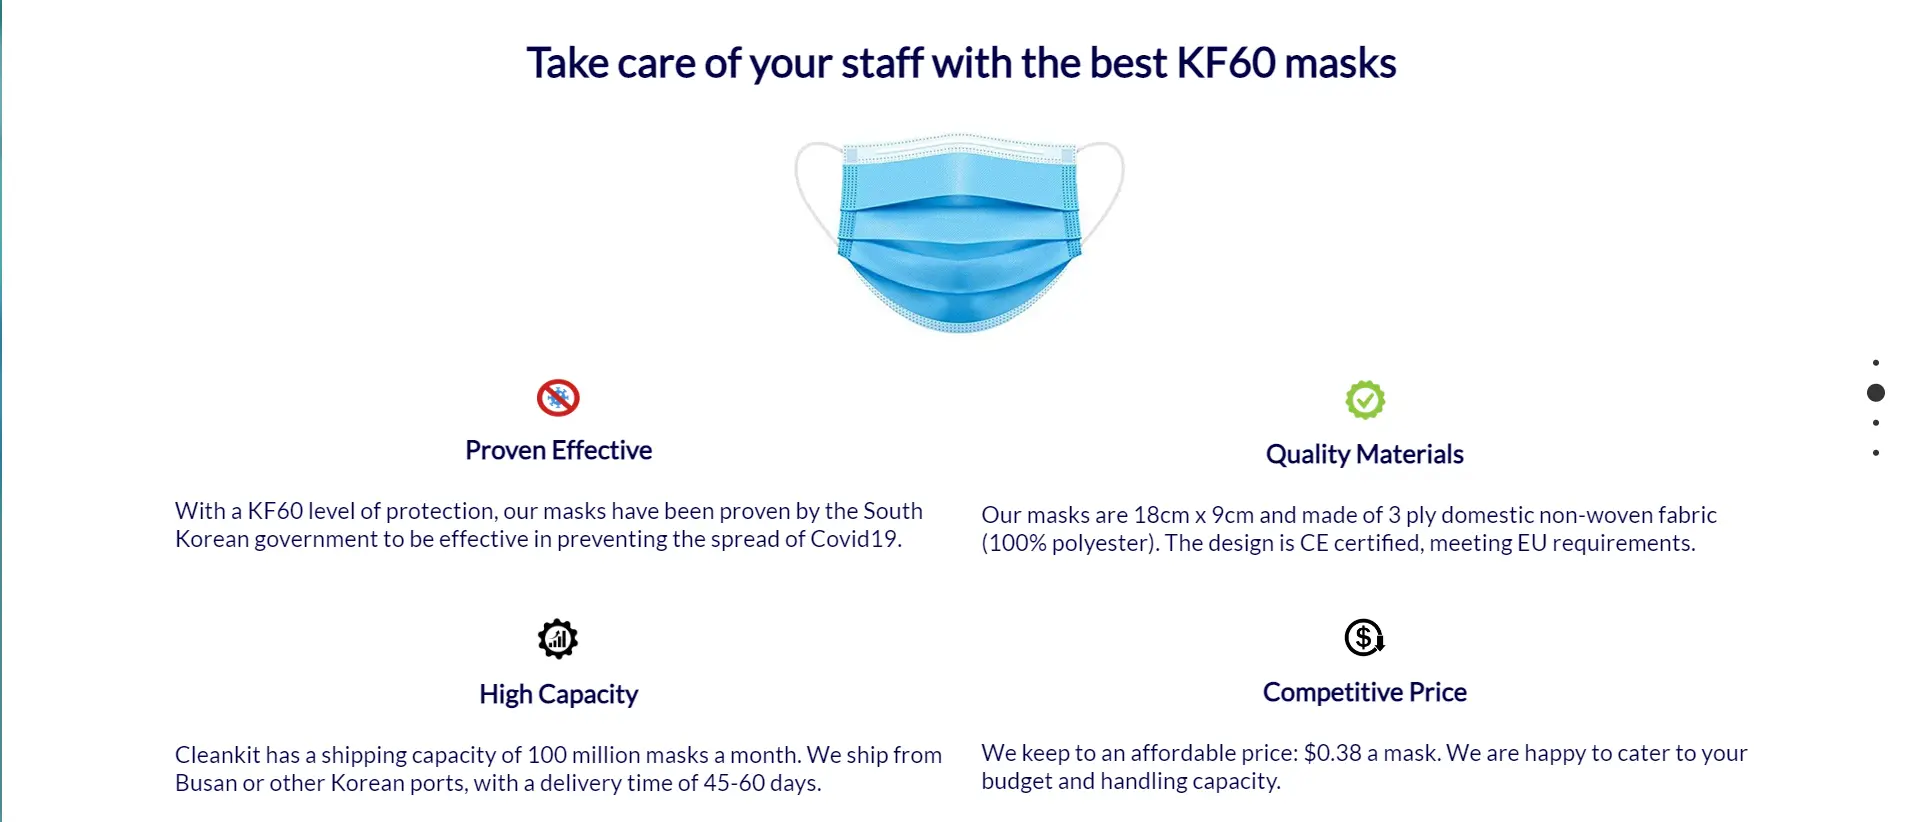 Take care of your staff with the best KF60 masks
Proven Effective
With a KF60 level of protection, our masks have been proven by the South
Korean government to be effective in preventing the spread of Covid19.
Quality Materials
Our masks are 18cm x 9cm and made of 3 ply domestic non-woven fabric
(100% polyester). The design is CE certified, meeting EU requirements.
High Capacity
Cleankit has a shipping capacity of 100 million masks a month. We ship from
Busan or other Korean ports, with a delivery time of 45-60 days.
$
Competitive Price
We keep to an affordable price: $0.38 a mask. We are happy to cater to your
budget and handling capacity.